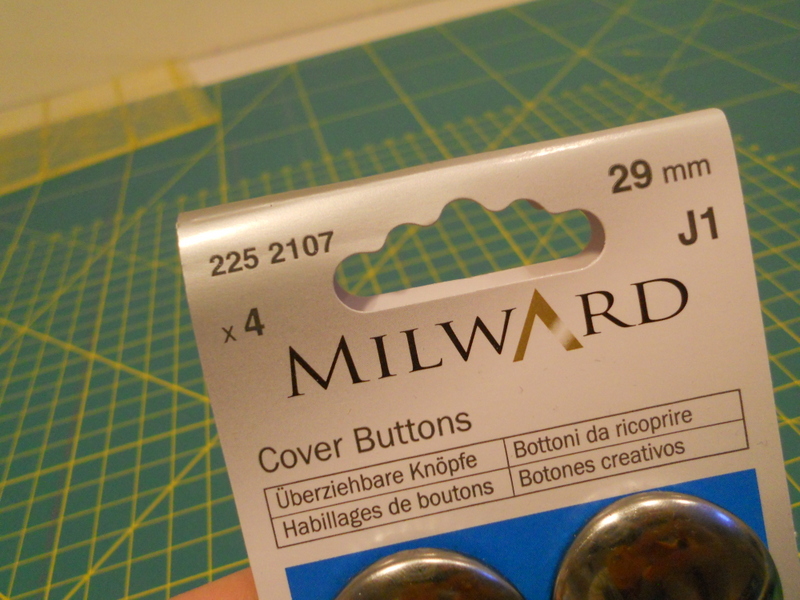 225 2107
29 mm
x 4
J1
MILWARD
Cover Buttons
Überziehbare Knöpfe
Bottoni da ricoprire
Habillages de boutons
Botones creativos